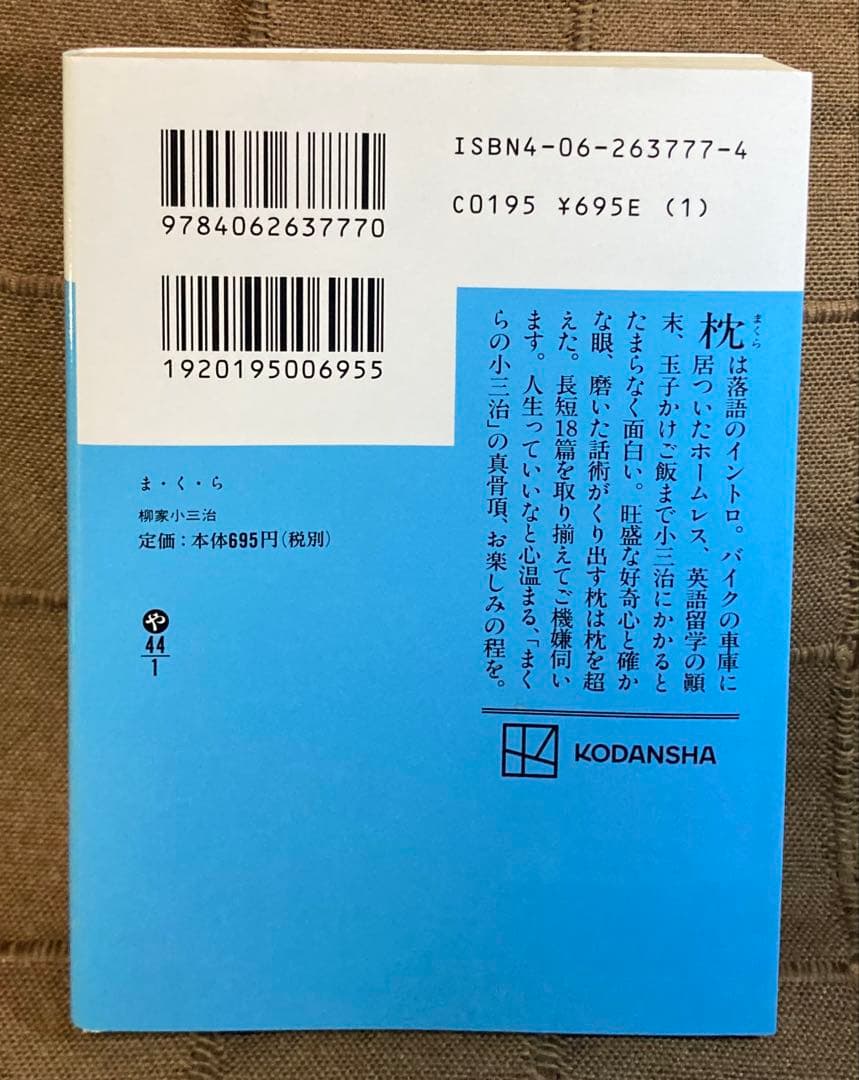 9784062637770
ISBN4-06-263777-4
C0195 ¥695E (1)
1920195006955
まくら
枕は落語のイントロ。バイクの車庫に
居ついたホームレス、英語留学の顚
末、玉子かけご飯まで小三治にかかると
たまらなく面白い。旺盛な好奇心と確か
な眼、磨いた話術がくり出す枕は枕を超
えた。長短18篇を取り揃えてご機嫌伺い
ます。人生っていいなと心温まる、「まく
らの小三治」の真骨頂、お楽しみの程を。
ま・く・ら
柳家小三治
定価：本体695円（税別）
や
44
1
KODANSHA